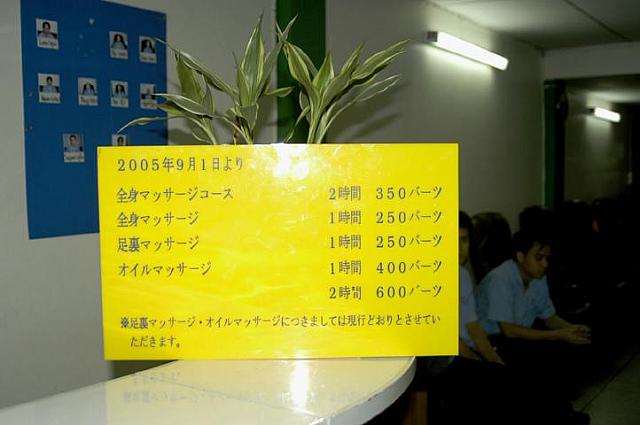 2005年9月1日より
全身マッサージコース 2時間 350バーツ
全身マッサージ 1時間 250バーツ
足裏マッサージ 1時間 250バーツ
オイルマッサージ 1時間 400バーツ
2時間 600バーツ
※足裏マッサージ・オイルマッサージにつきましては現行どおりとさせてい
ただきます。